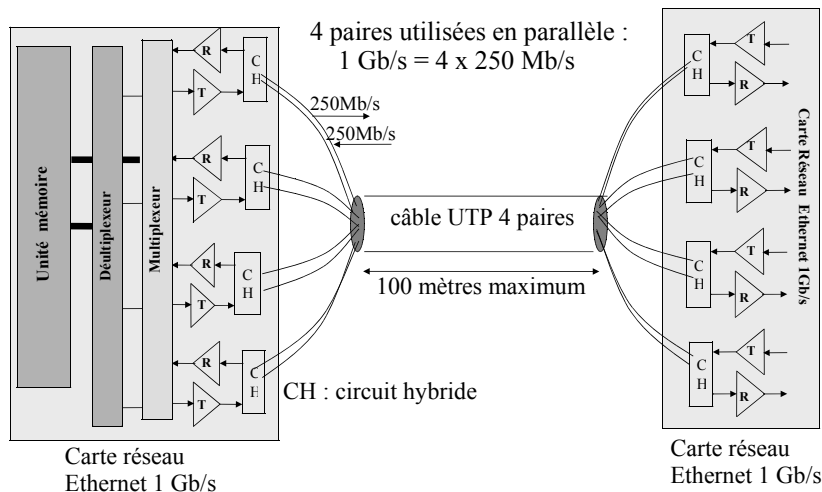 4 paires utilisées en parallèle :
1 Gb/s = 4 x 250 Mb/s
Unité mémoire
Déultiplexeur
Multiplexeur
R
T
C
H
R
T
C
H
R
T
C
H
R
T
C
H
250Mb/s
250Mb/s
câble UTP 4 paires
100 mètres maximum
CH : circuit hybride
C
H
T
R
C
H
T
R
C
H
T
R
C
H
T
R
Carte Réseau Ethernet 1Gb/s
Carte réseau
Ethernet 1 Gb/s
Carte réseau
Ethernet 1 Gb/s